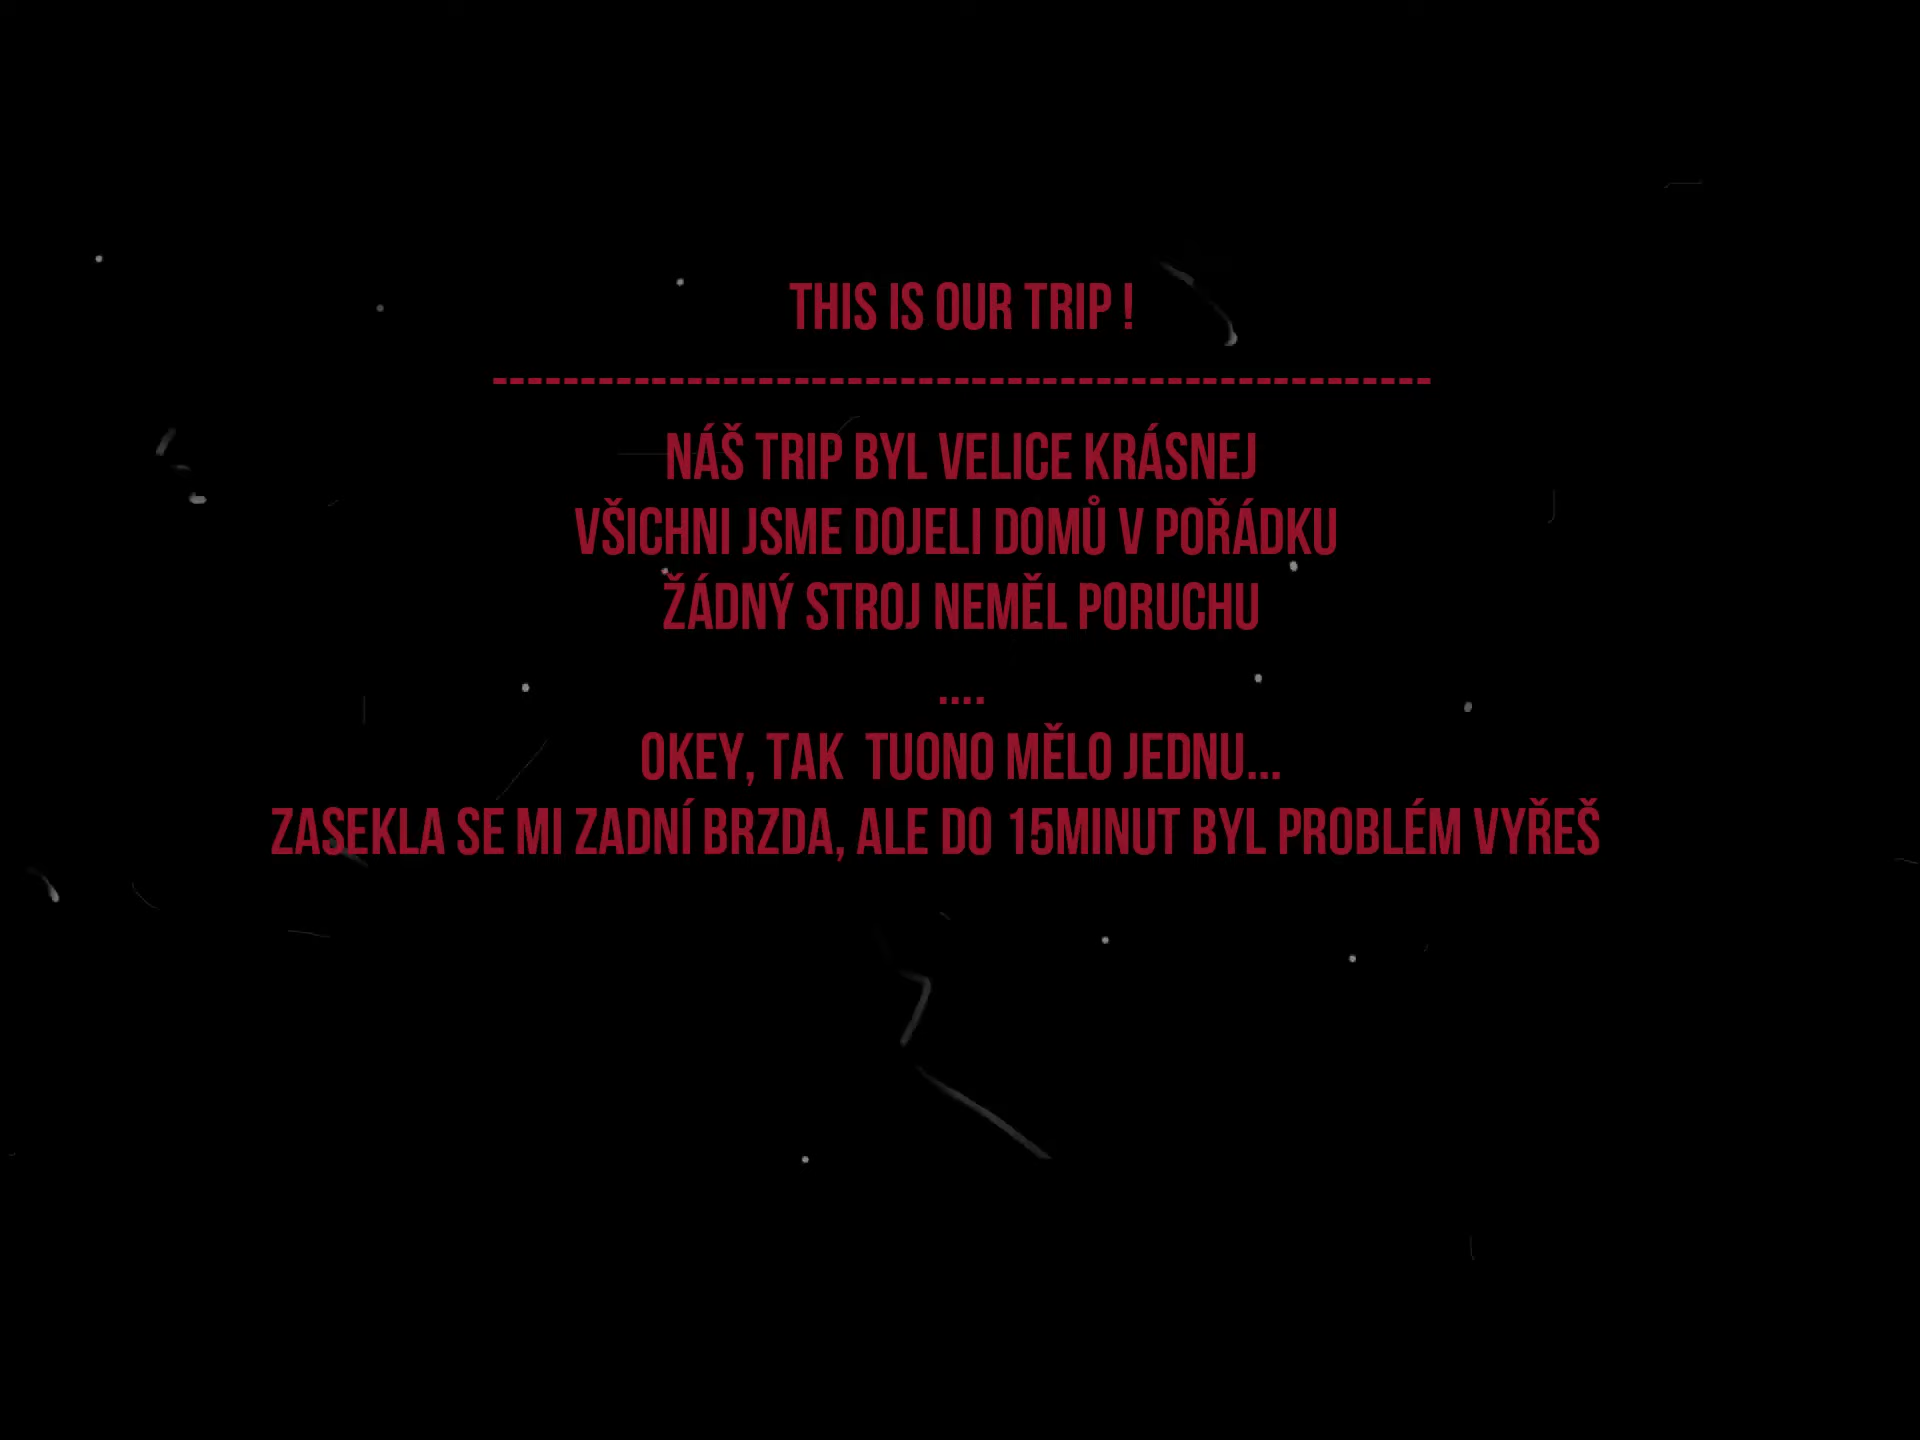 THIS IS OUR TRIP !
-----------------------------------------------------
NÁŠ TRIP BYL VELICE KRÁSNEJ
VŠICHNI JSME DOJELI DOMŮ V POŘÁDKU
ŽÁDNÝ STROJ NEMĚL PORUCHU
....
OKEY, TAK  TUONO MĚLO JEDNU...
ZASEKLA SE MI ZADNÍ BRZDA, ALE DO 15MINUT BYL PROBLÉM VYŘEŠ